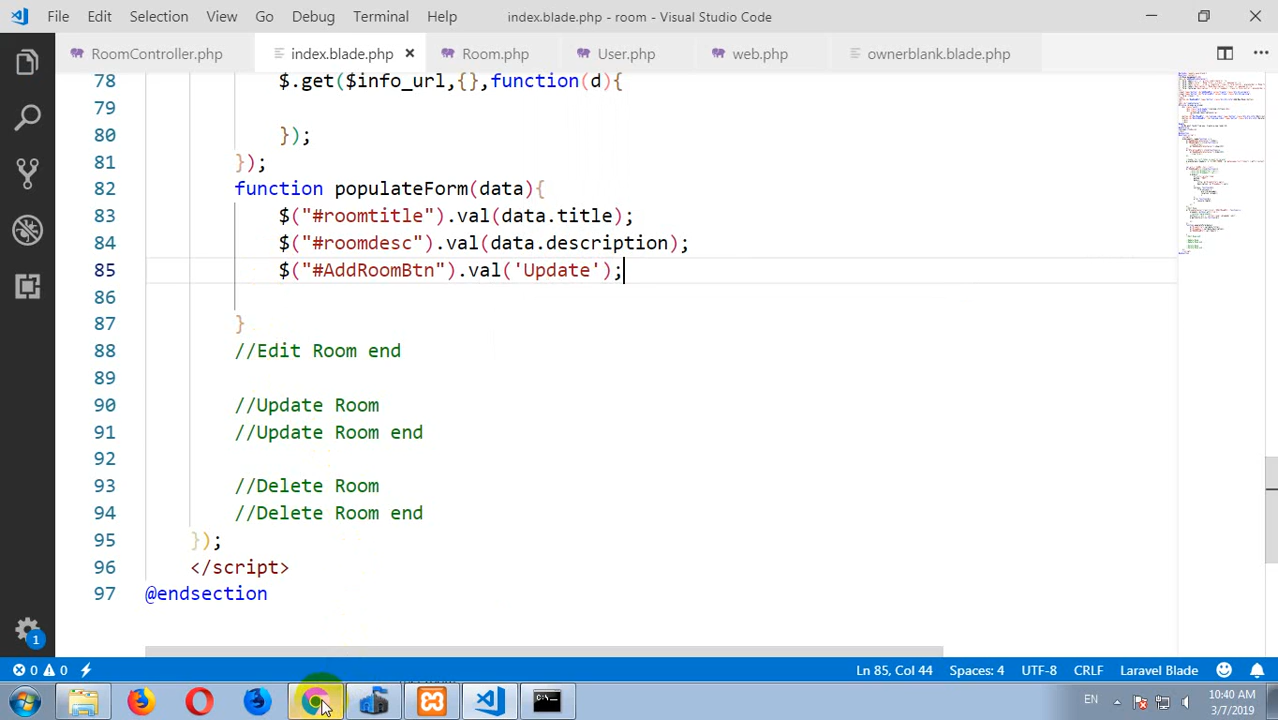 File Edit Selection View Go Debug Terminal Help index.blade.php - room - Visual Studio Code
RoomController.php index.blade.php Room.php User.php web.php ownerblank.blade.php
78 $.get($info_url,{},function(d){
79
80 });
81 });
82 function populateForm(data){
83 $("#roomtitle").val(data.title);
84 $("#roomdesc").val(data.description);
85 $("#AddRoomBtn").val('Update');
86
87 }
88 //Edit Room end
89
90 //Update Room
91 //Update Room end
92
93 //Delete Room
94 //Delete Room end
95 });
96 </script>
97 @endsection
1
0 0 Ln 85, Col 44 Spaces: 4 UTF-8 CRLF Laravel Blade
EN 10:40 AM
3/7/2019